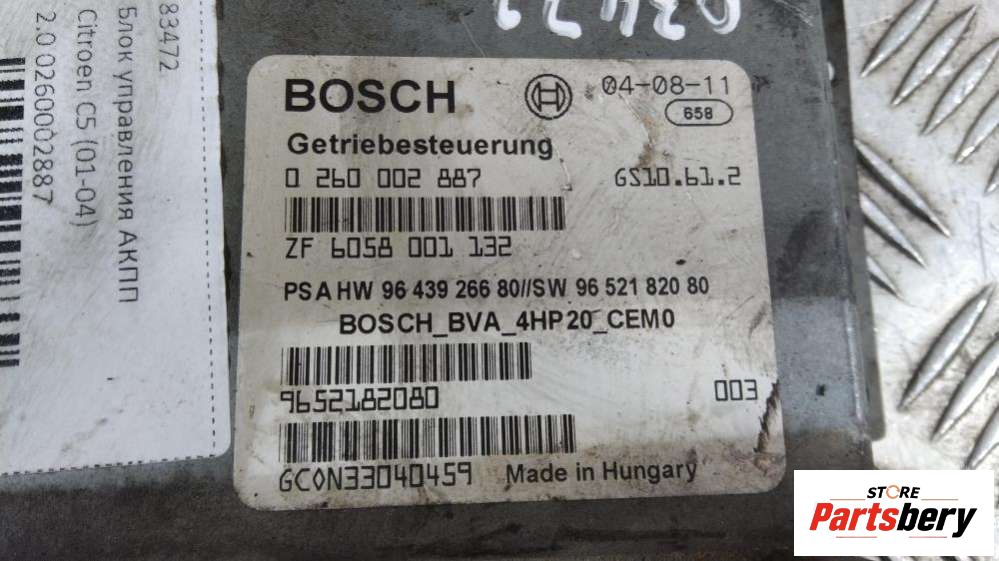 83472
Блок управления АКПП
Citroen C5 (01-04)
2.0 0260002887
BOSCH
04-08-11
658
Getriebesteuerung
0 260 002 887
GS10.61.2
ZF 6058 001 132
PSA HW 96 439 266 80//SW 96 521 820 80
BOSCH_BVA_4HP20_CEM0
9652182080
003
GC0N33040459
Made in Hungary
STORE
Partsbery